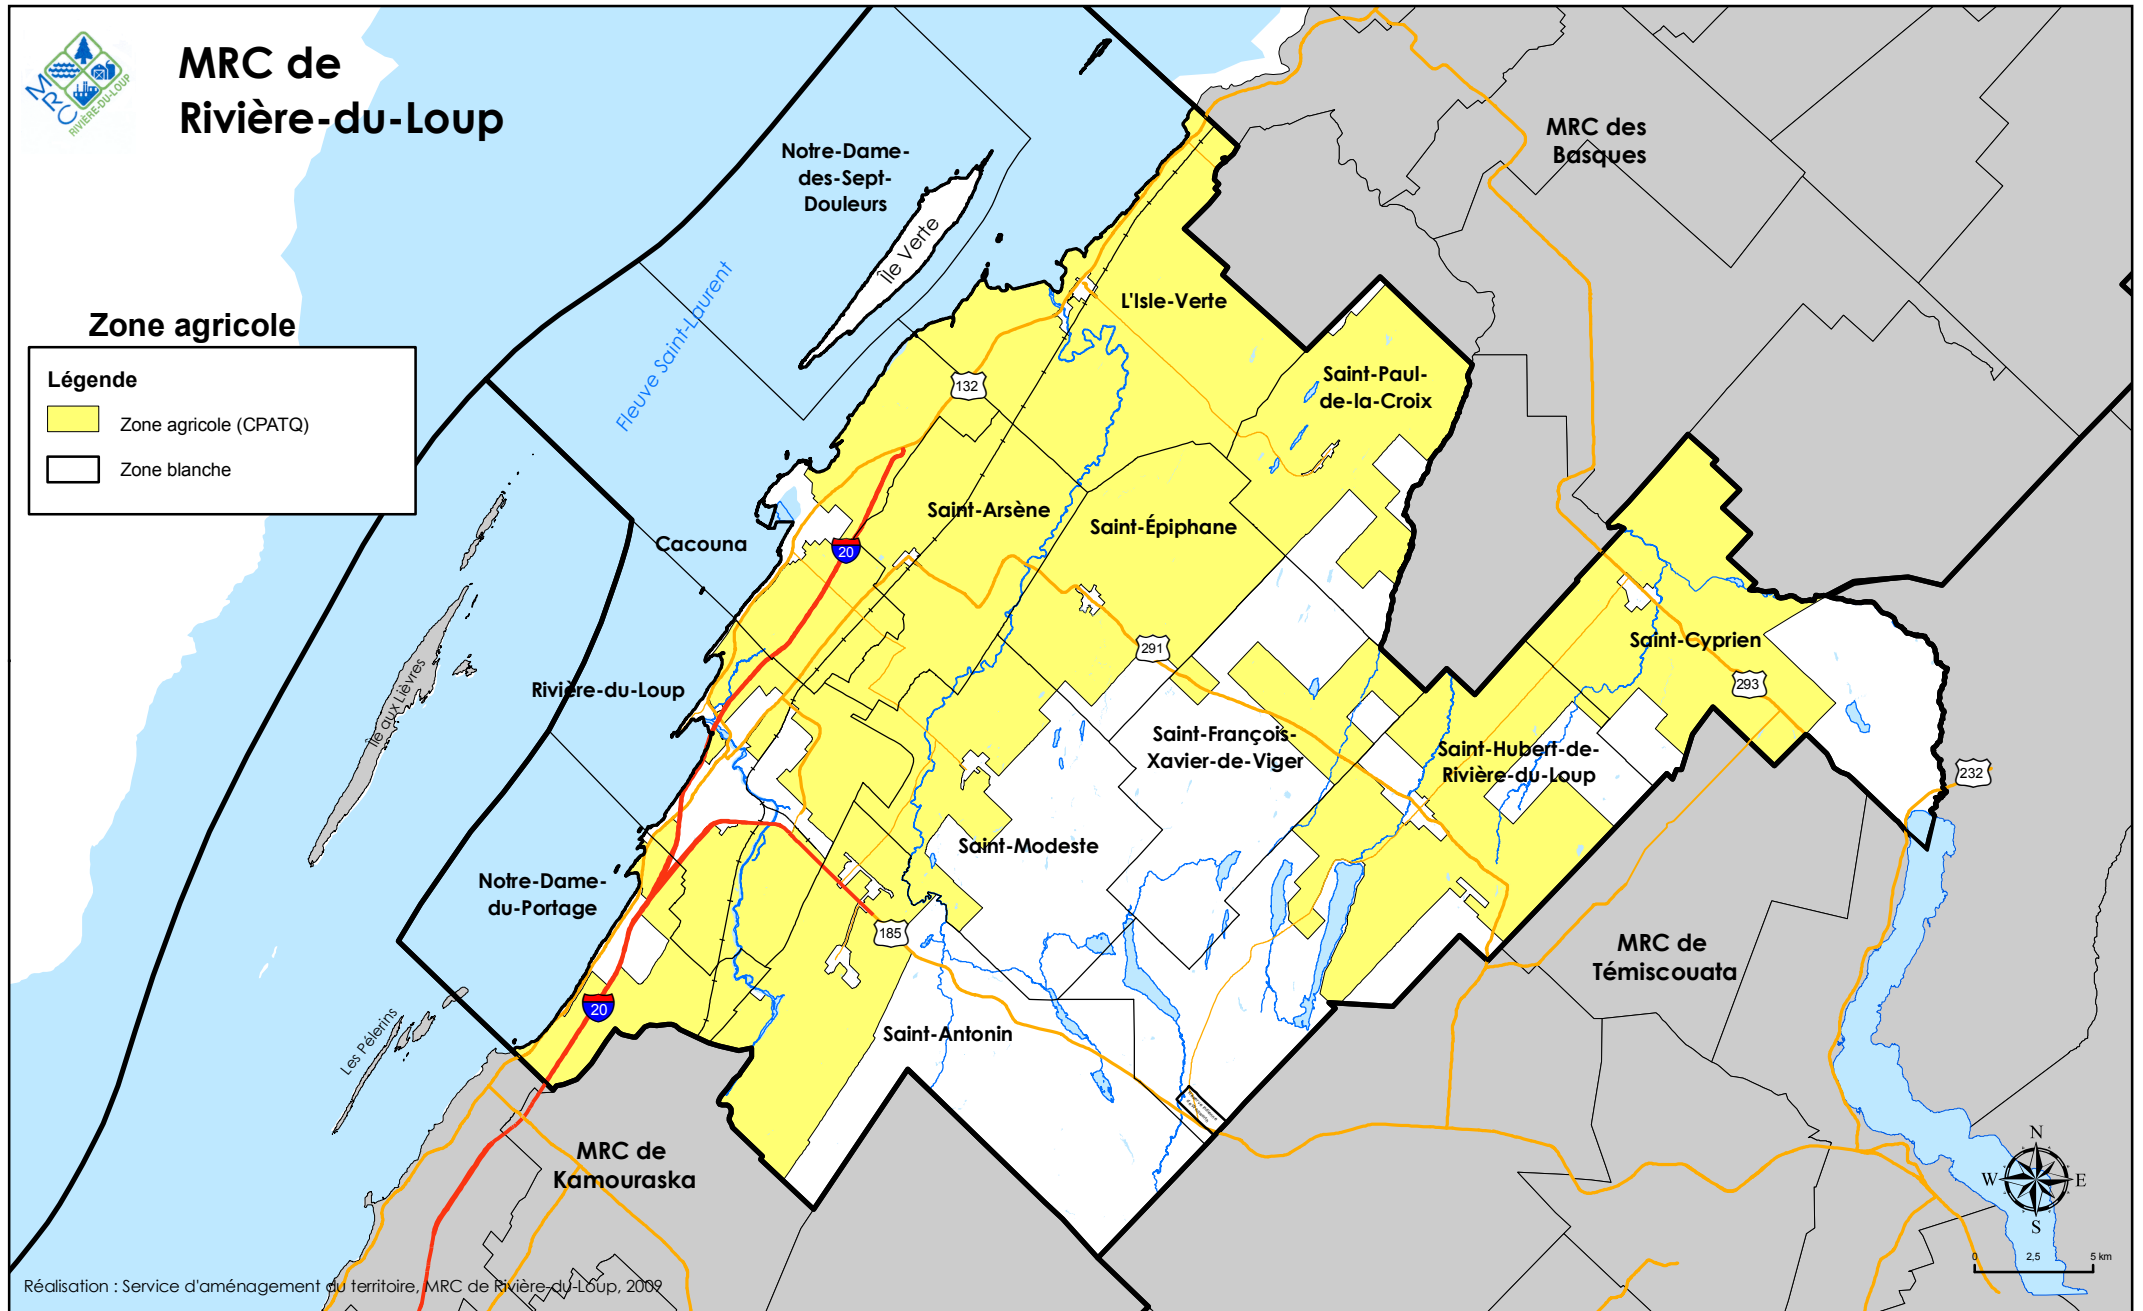 MRC
RIVIÈRE-DU-LOUP
MRC de
Rivière-du-Loup
Zone agricole
Légende
Zone agricole (CPATQ)
Zone blanche
Notre-Dame-
des-Sept-
Douleurs
Île Verte
Fleuve Saint-Laurent
MRC des
Basques
L'Isle-Verte
132
Saint-Paul-
de-la-Croix
Saint-Arsène
Saint-Épiphane
Cacouna
20
Saint-Cyprien
291
293
Île aux Lièvres
Rivière-du-Loup
Saint-François-
Xavier-de-Viger
Saint-Hubert-de-
Rivière-du-Loup
232
Saint-Modeste
Notre-Dame-
du-Portage
185
MRC de
Témiscouata
20
Les Pélerins
Saint-Antonin
MRC de
Kamouraska
N
W
E
S
0
2,5
5 km
Réalisation : Service d'aménagement du territoire, MRC de Rivière-du-Loup, 2009